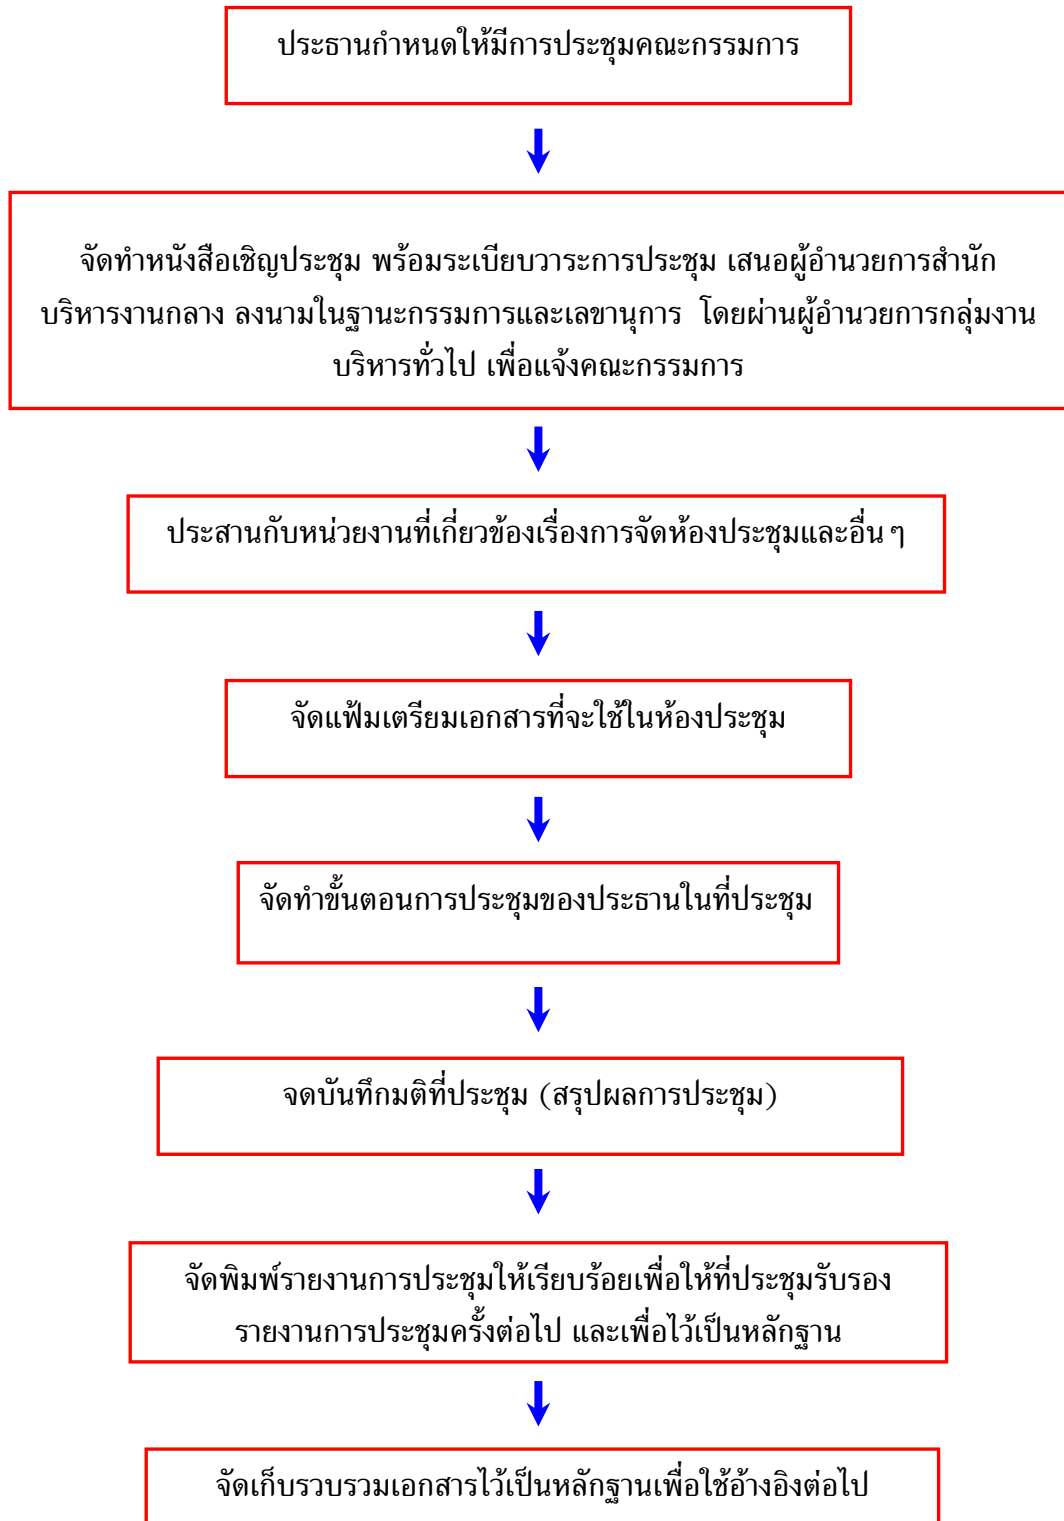 ประธานกำหนดให้มีการประชุมคณะกรรมการ
จัดทำหนังสือเชิญประชุม พร้อมระเบียบวาระการประชุม เสนอผู้อำนวยการสำนัก
บริหารงานกลาง ลงนามในฐานะกรรมการและเลขานุการ โดยผ่านผู้อำนวยการกลุ่มงาน
บริหารทั่วไป เพื่อแจ้งคณะกรรมการ
ประสานกับหน่วยงานที่เกี่ยวข้องเรื่องการจัดห้องประชุมและอื่น ๆ
จัดแฟ้มเตรียมเอกสารที่จะใช้ในห้องประชุม
จัดทำขั้นตอนการประชุมของประธานในที่ประชุม
จดบันทึกมติที่ประชุม (สรุปผลการประชุม)
จัดพิมพ์รายงานการประชุมให้เรียบร้อยเพื่อให้ที่ประชุมรับรอง
รายงานการประชุมครั้งต่อไป และเพื่อไว้เป็นหลักฐาน
จัดเก็บรวบรวมเอกสารไว้เป็นหลักฐานเพื่อใช้อ้างอิงต่อไป